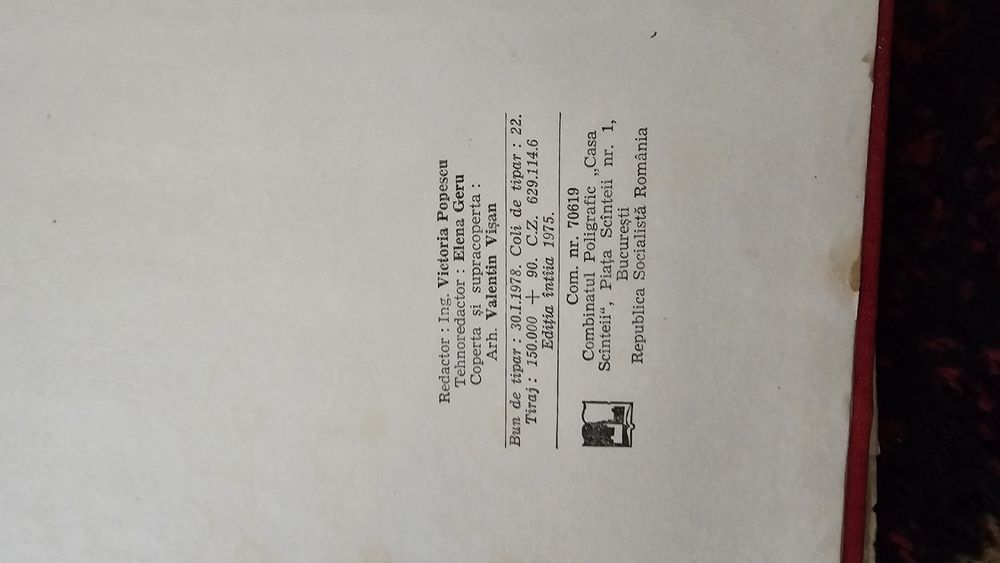 Redactor : Ing. Victoria Popescu
Tehnoredactor : Elena Geru
Coperta și supracoperta :
Arh. Valentin Vișan
Bun de tipar : 30.I.1978. Coli de tipar : 22.
Tiraj : 150.000 + 90. C.Z. 629.114.6
Ediția întîia 1975.
Com. nr. 70619
Combinatul Poligrafic „Casa
Scînteii“, Piața Scînteii nr. 1,
București
Republica Socialistă România